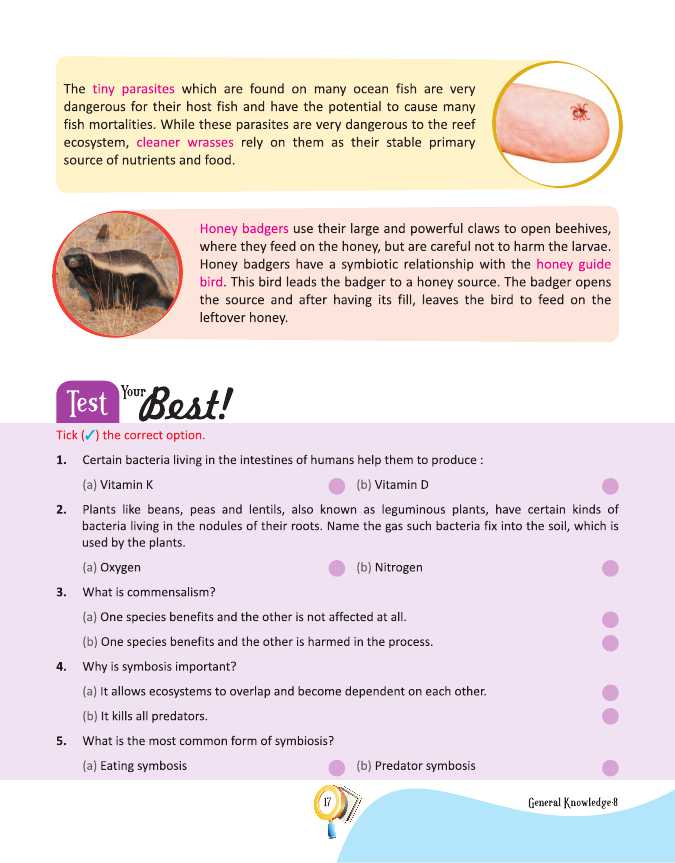 The tiny parasites which are found on many ocean fish are very
dangerous for their host fish and have the potential to cause many
fish mortalities. While these parasites are very dangerous to the reef
ecosystem, cleaner wrasses rely on them as their stable primary
source of nutrients and food.
Honey badgers use their large and powerful claws to open beehives,
where they feed on the honey, but are careful not to harm the larvae.
Honey badgers have a symbiotic relationship with the honey guide
bird. This bird leads the badger to a honey source. The badger opens
the source and after having its fill, leaves the bird to feed on the
leftover honey.
Test Your Best!
Tick (✓) the correct option.
1. Certain bacteria living in the intestines of humans help them to produce :
(a) Vitamin K (b) Vitamin D
2. Plants like beans, peas and lentils, also known as leguminous plants, have certain kinds of
bacteria living in the nodules of their roots. Name the gas such bacteria fix into the soil, which is
used by the plants.
(a) Oxygen (b) Nitrogen
3. What is commensalism?
(a) One species benefits and the other is not affected at all.
(b) One species benefits and the other is harmed in the process.
4. Why is symbosis important?
(a) It allows ecosystems to overlap and become dependent on each other.
(b) It kills all predators.
5. What is the most common form of symbiosis?
(a) Eating symbosis (b) Predator symbosis
17
General Knowledge-8